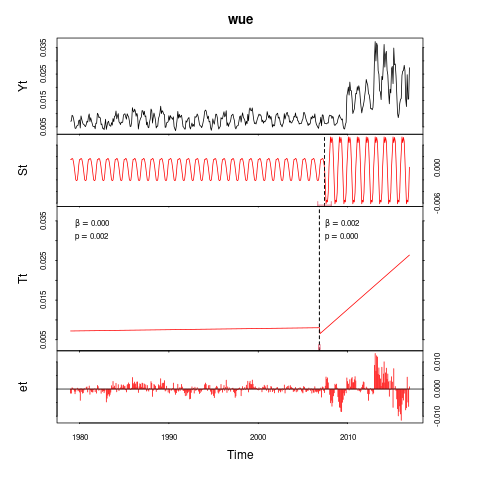 wue
Yt
0.005 0.015 0.025 0.035
St
-0.006 0.000
Tt
0.005 0.015 0.025 0.035
β = 0.000
p = 0.002
β = 0.002
p = 0.000
et
-0.010 0.000 0.010
1980 1990 2000 2010
Time